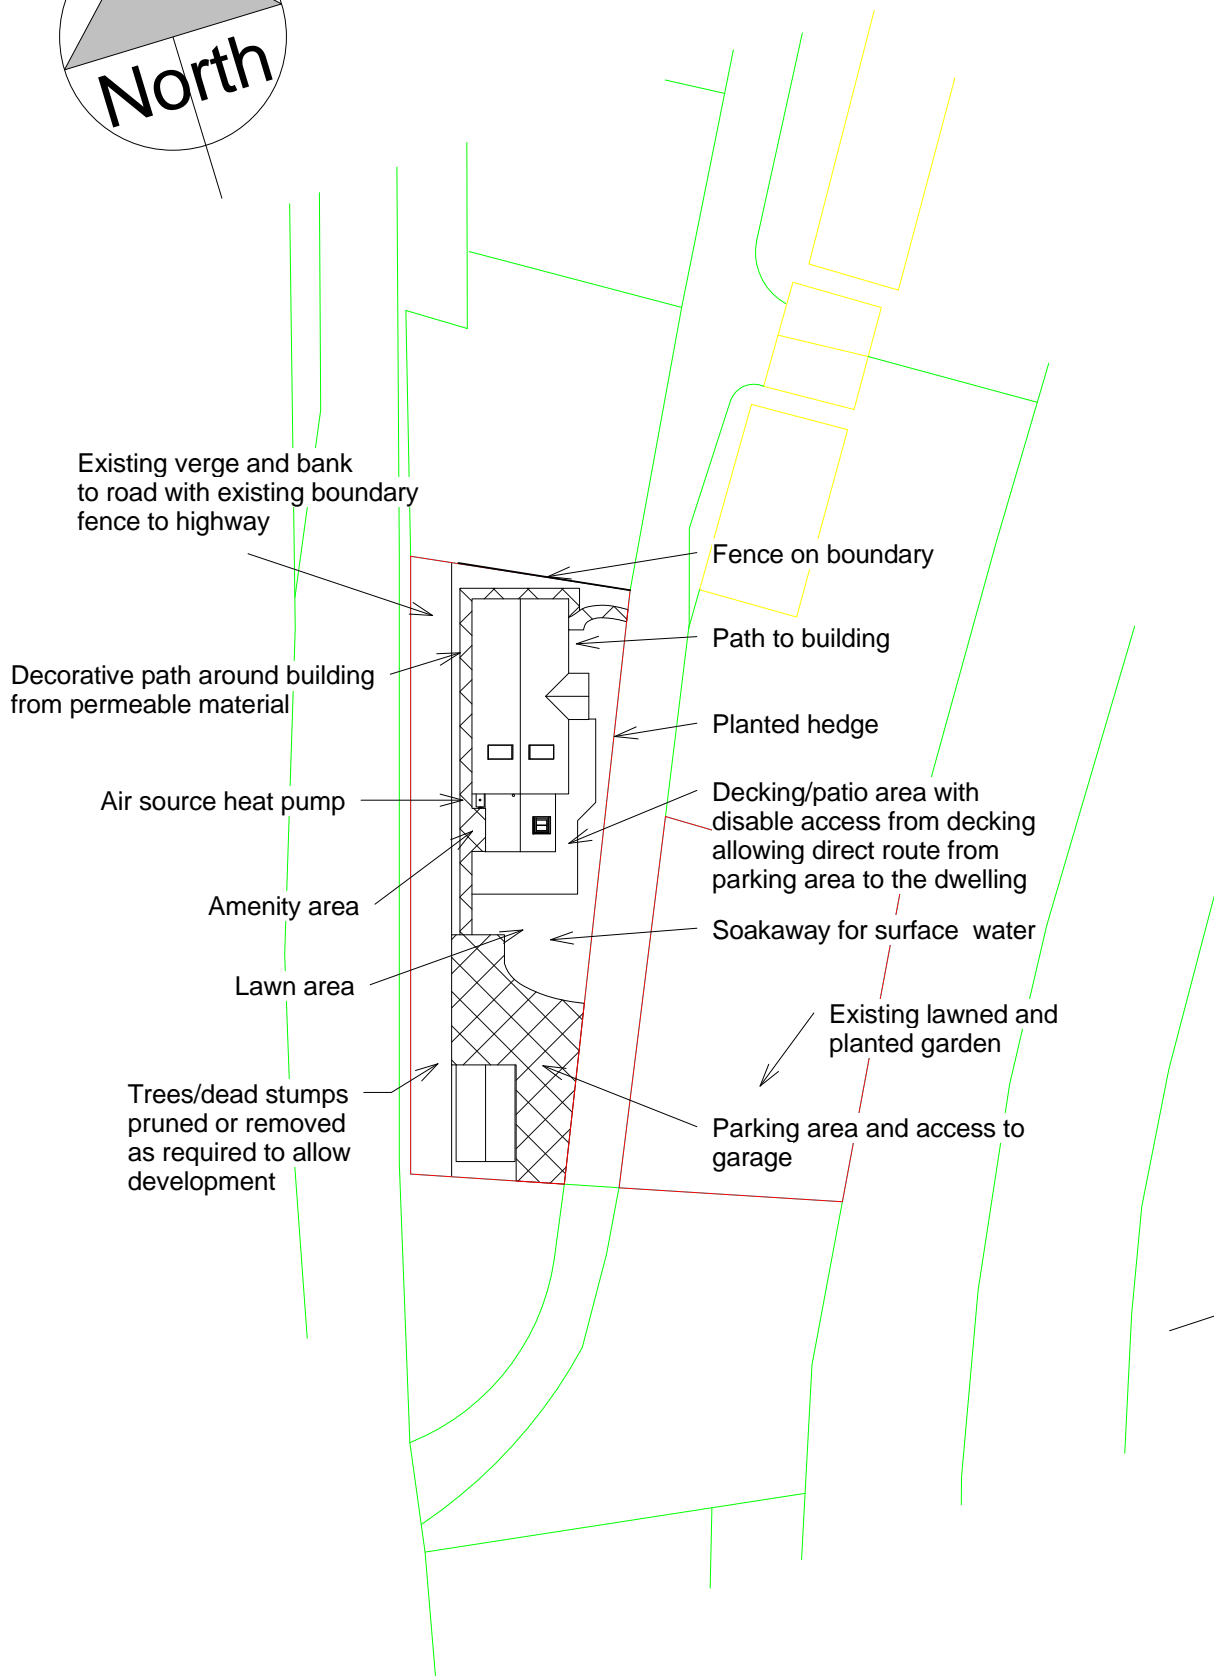 North
Existing verge and bank
to road with existing boundary
fence to highway
Fence on boundary
Path to building
Decorative path around building
from permeable material
Planted hedge
Air source heat pump
Decking/patio area with
disable access from decking
allowing direct route from
parking area to the dwelling
Amenity area
Soakaway for surface  water
Lawn area
Existing lawned and
planted garden
Trees/dead stumps
pruned or removed
as required to allow
development
Parking area and access to
garage